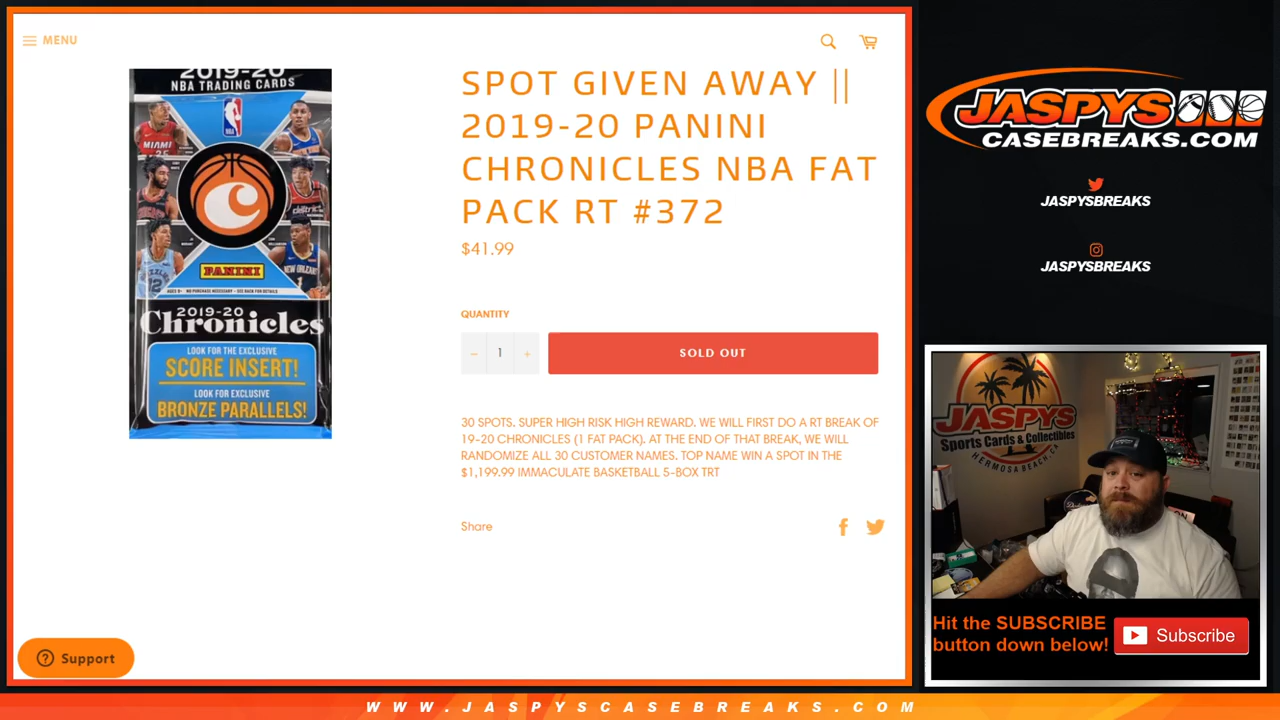 MENU
2019-20
NBA TRADING CARDS
MIAMI
PANINI
2019-20
Chronicles
LOOK FOR THE EXCLUSIVE
SCORE INSERT!
LOOK FOR EXCLUSIVE
BRONZE PARALLELS!
SPOT GIVEN AWAY ||
2019-20 PANINI
CHRONICLES NBA FAT
PACK RT #372
$41.99
QUANTITY
− 1 +
SOLD OUT
30 SPOTS. SUPER HIGH RISK HIGH REWARD. WE WILL FIRST DO A RT BREAK OF
19-20 CHRONICLES (1 FAT PACK). AT THE END OF THAT BREAK, WE WILL
RANDOMIZE ALL 30 CUSTOMER NAMES. TOP NAME WIN A SPOT IN THE
$1,199.99 IMMACULATE BASKETBALL 5-BOX TRT
Share
Support
JASPYS
CASEBREAKS.COM
JASPYSBREAKS
JASPYSBREAKS
JASPYS
Sports Cards & Collectibles
HERMOSA BEACH, CA
Hit the SUBSCRIBE
button down below!
Subscribe
WWW.JASPYSCASEBREAKS.COM